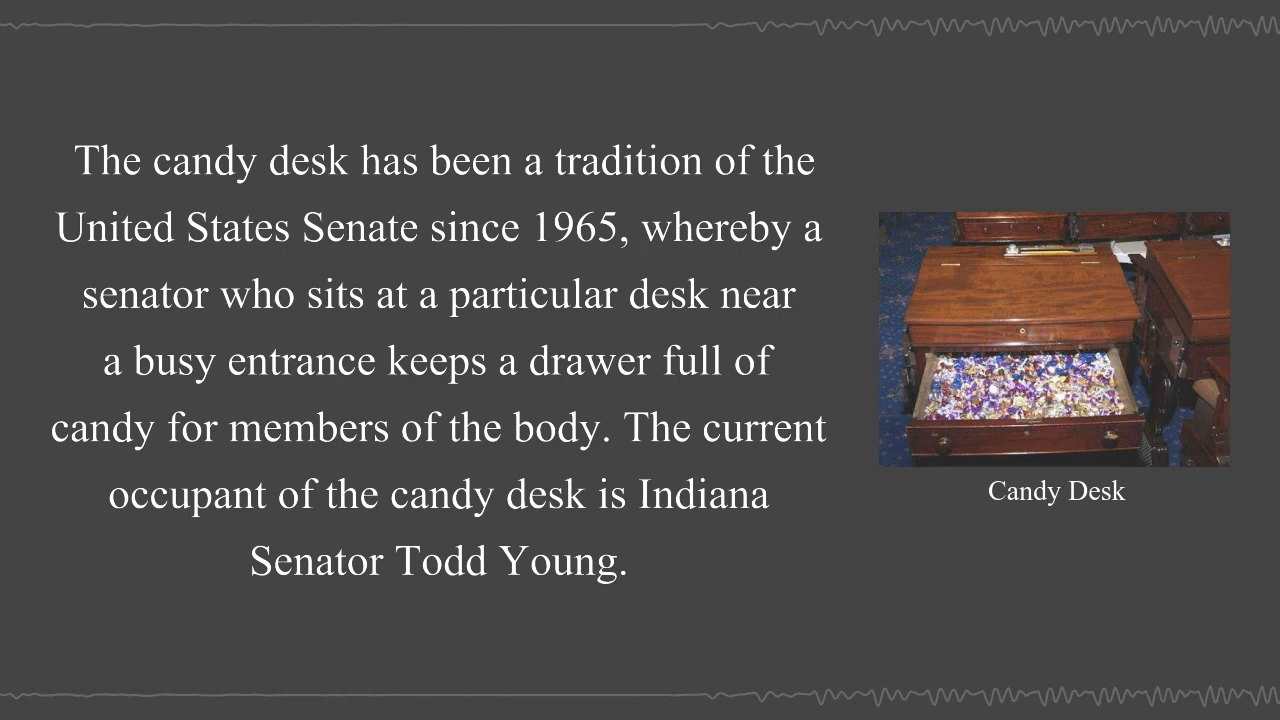 The candy desk has been a tradition of the
United States Senate since 1965, whereby a
senator who sits at a particular desk near
a busy entrance keeps a drawer full of
candy for members of the body. The current
occupant of the candy desk is Indiana
Senator Todd Young.
Candy Desk